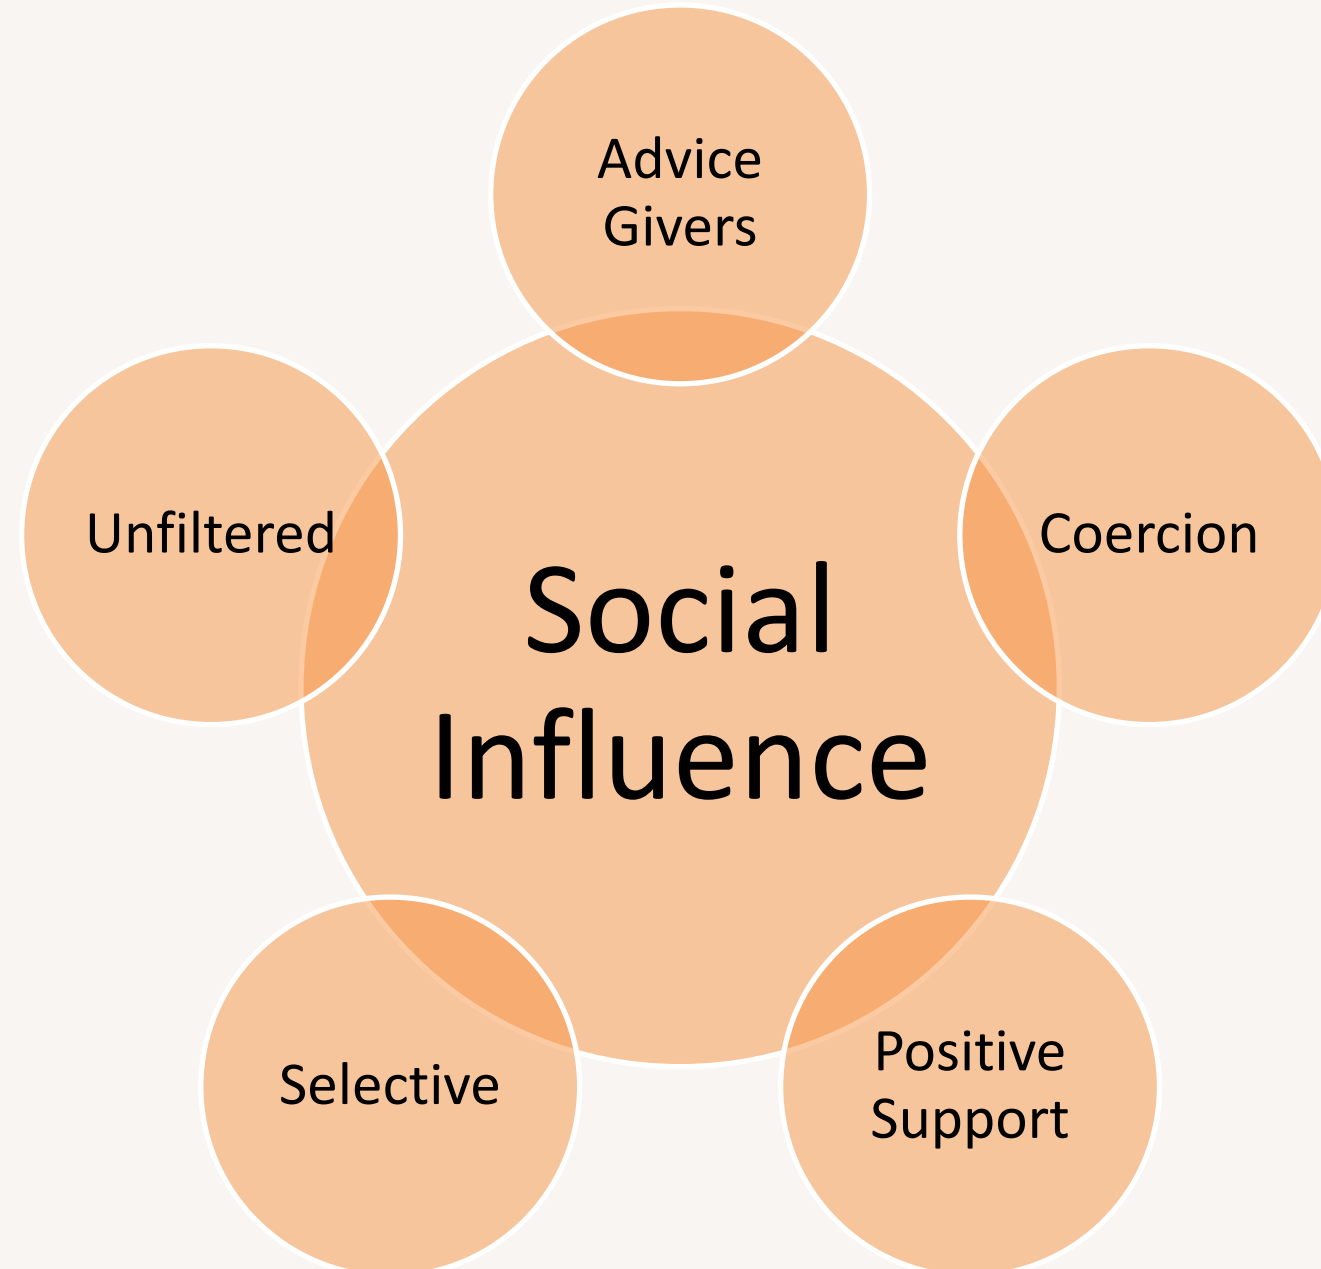 Advice
Givers
Unfiltered
Coercion
Social
Influence
Selective
Positive
Support